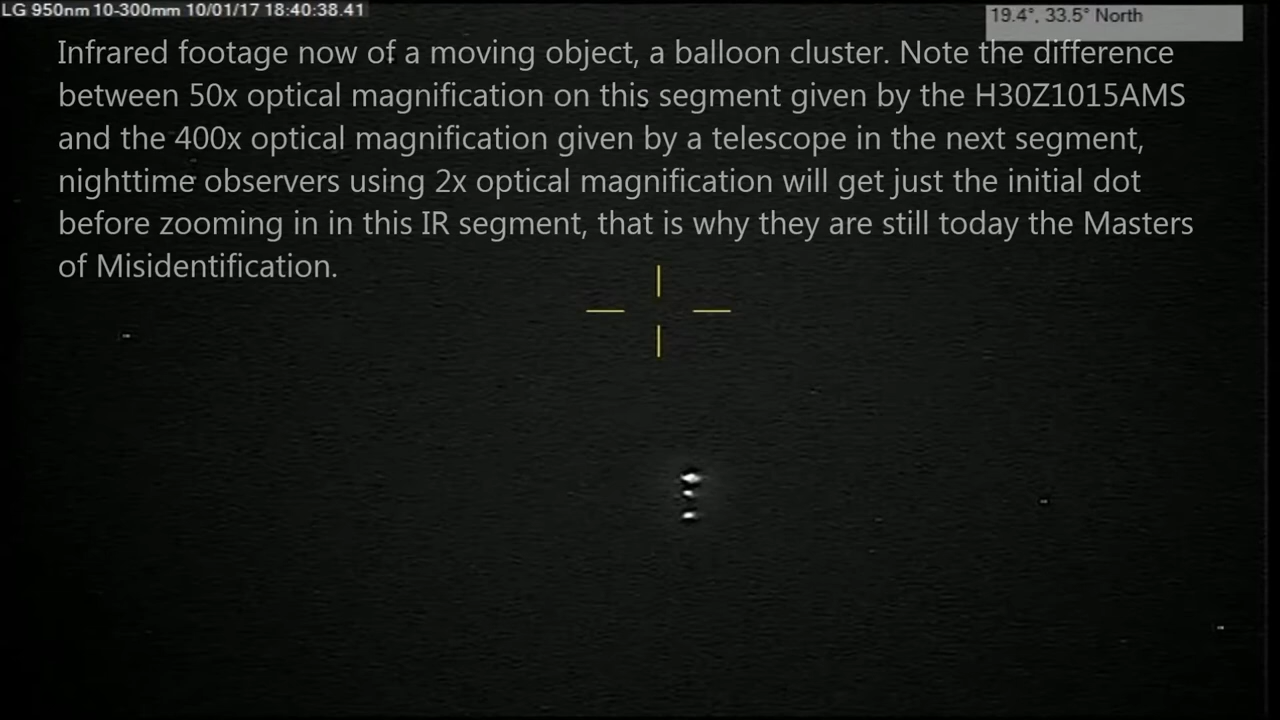 LG 950nm 10-300mm 10/01/17 18:40:38.41
19.4°, 33.5° North
Infrared footage now of a moving object, a balloon cluster. Note the difference
between 50x optical magnification on this segment given by the H30Z1015AMS
and the 400x optical magnification given by a telescope in the next segment,
nighttime observers using 2x optical magnification will get just the initial dot
before zooming in in this IR segment, that is why they are still today the Masters
of Misidentification.